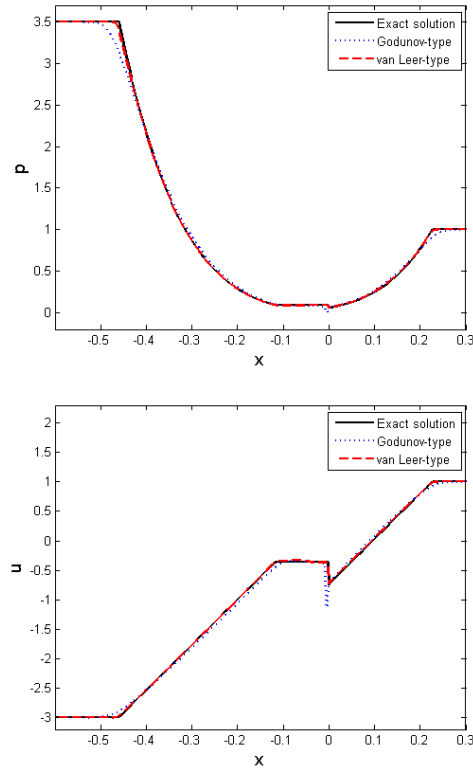 3.5
3
2.5
2
1.5
1
0.5
0
p
-0.5 -0.4 -0.3 -0.2 -0.1 0 0.1 0.2 0.3
x
Exact solution
Godunov-type
van Leer-type
2
1.5
1
0.5
0
-0.5
-1
-1.5
-2
-2.5
-3
u
-0.5 -0.4 -0.3 -0.2 -0.1 0 0.1 0.2 0.3
x
Exact solution
Godunov-type
van Leer-type